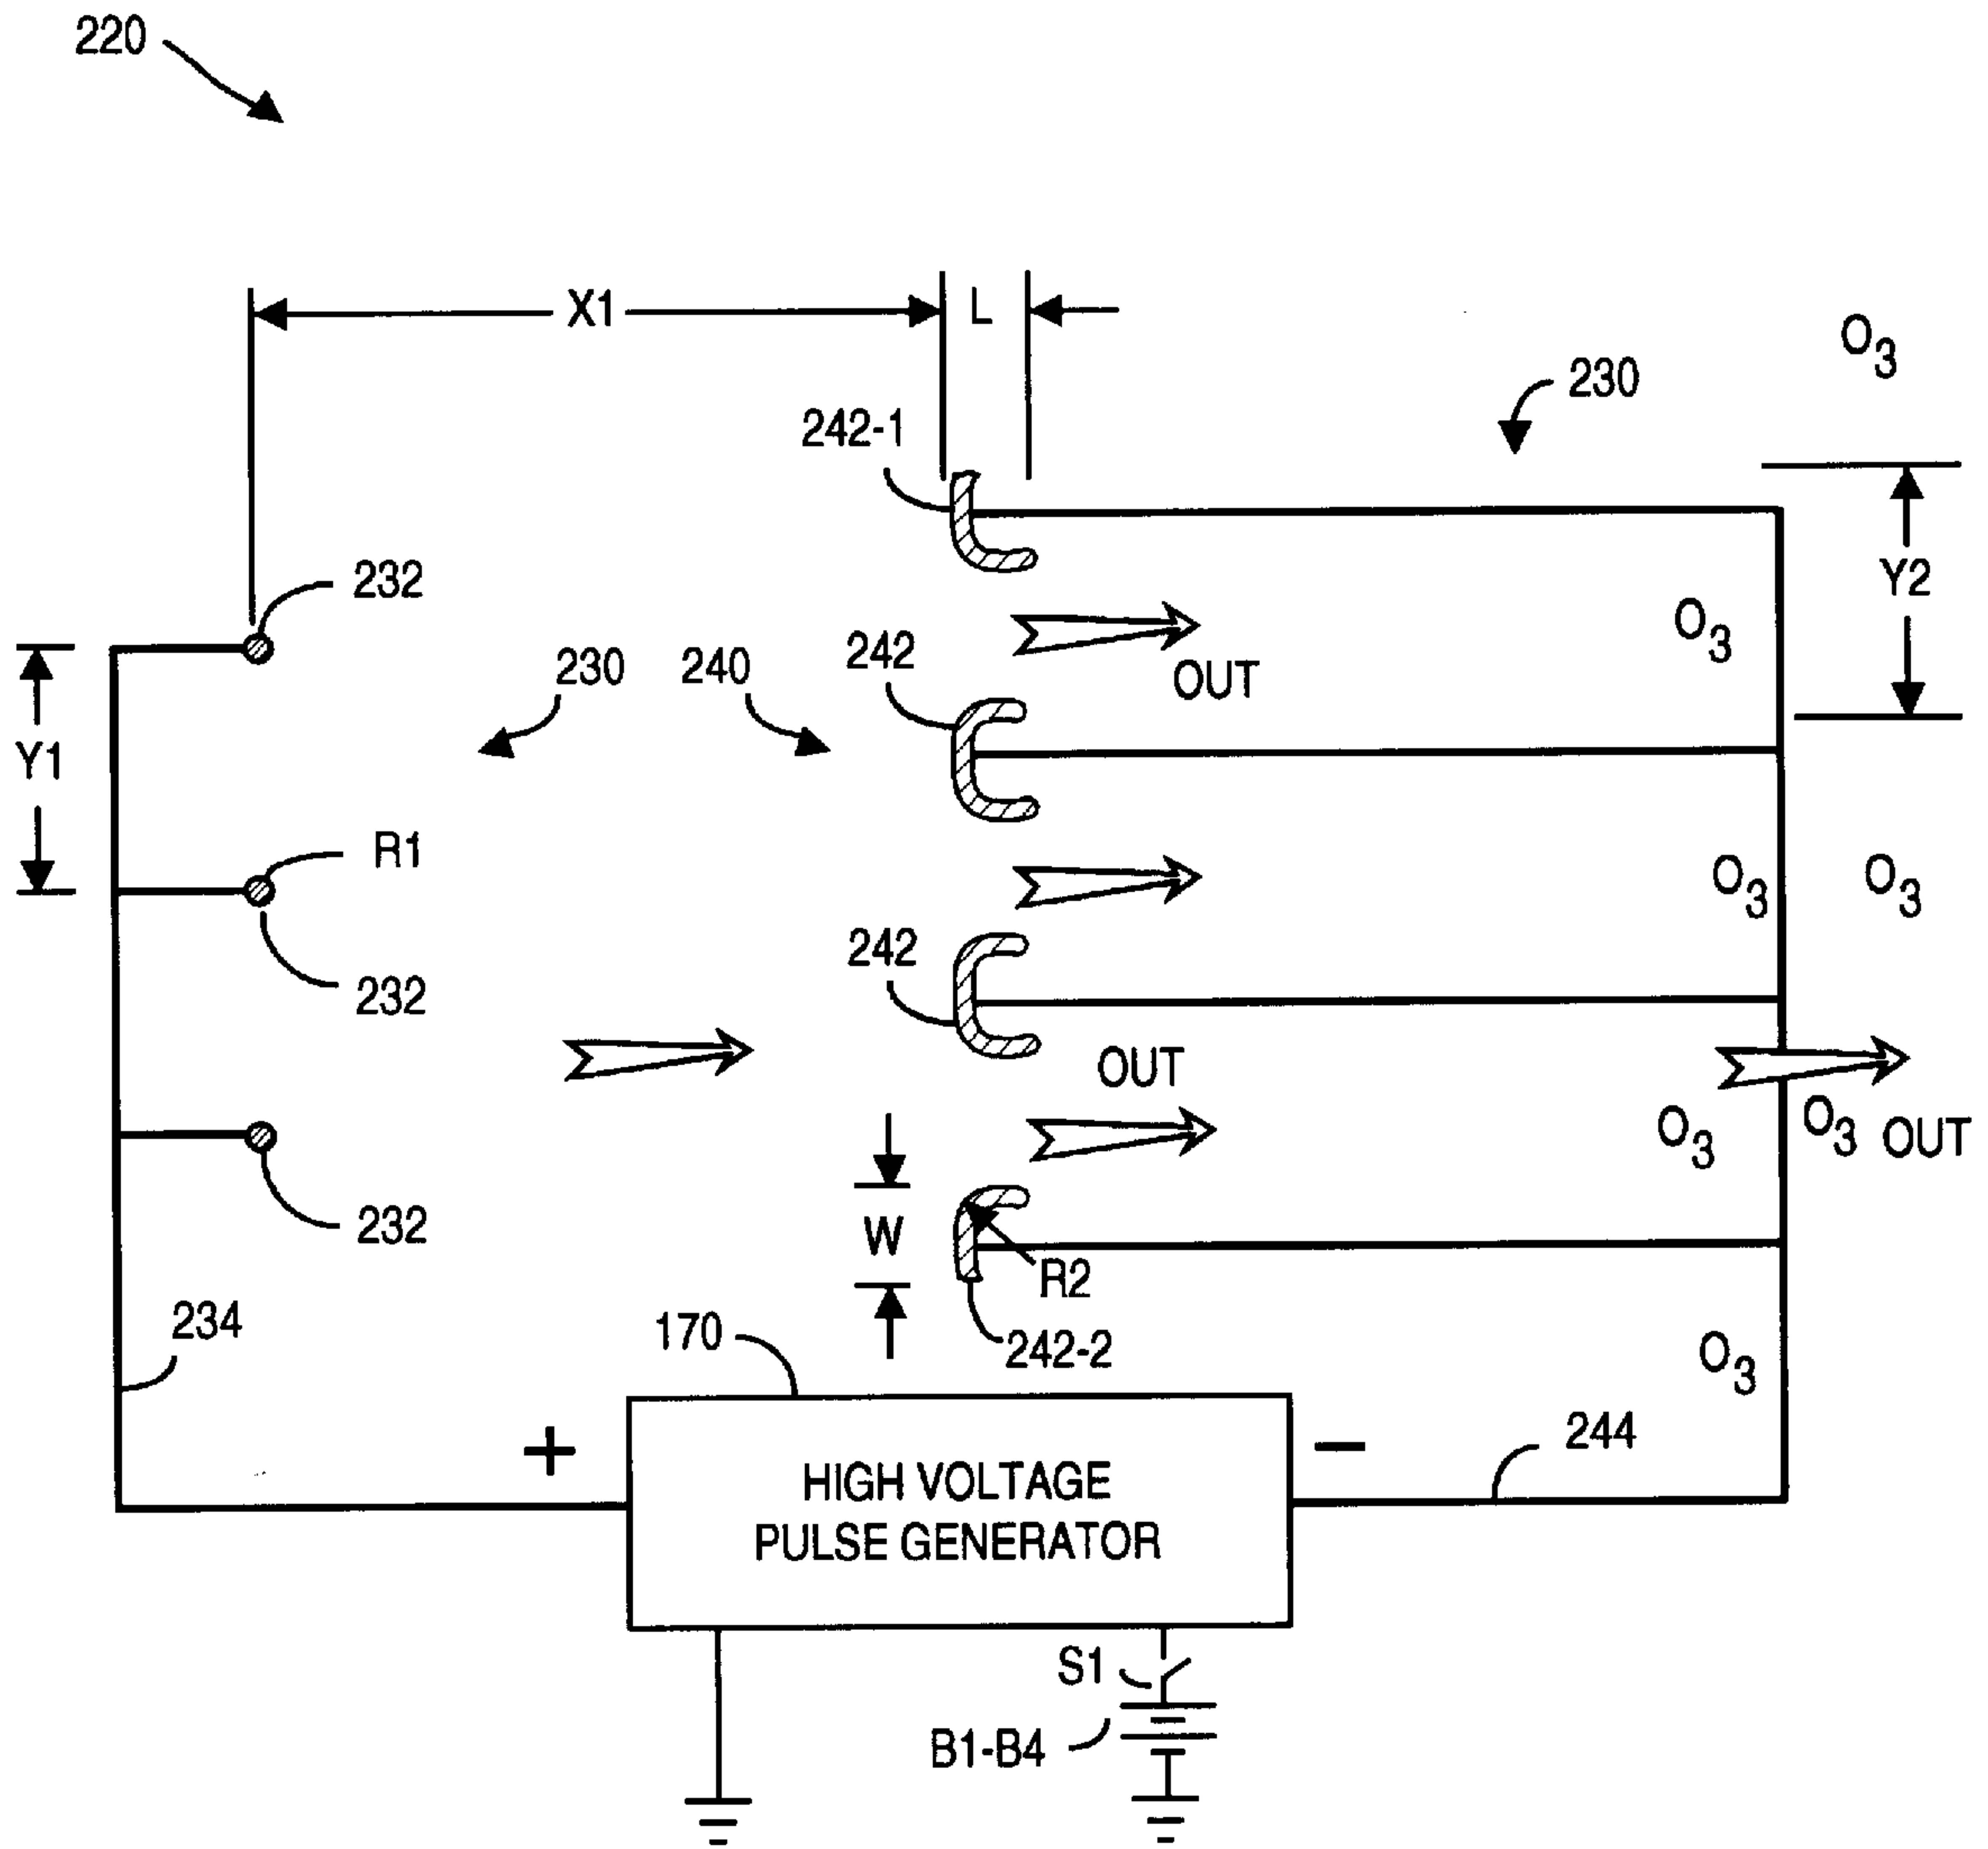 220
X1
L
230
O3
242-1
Y2
232
O3
242
230
240
OUT
Y1
R1
O3
O3
242
232
OUT
O3
O3
OUT
232
W
R2
234
170
242-2
O3
+
−
244
HIGH VOLTAGE
PULSE GENERATOR
S1
B1-B4